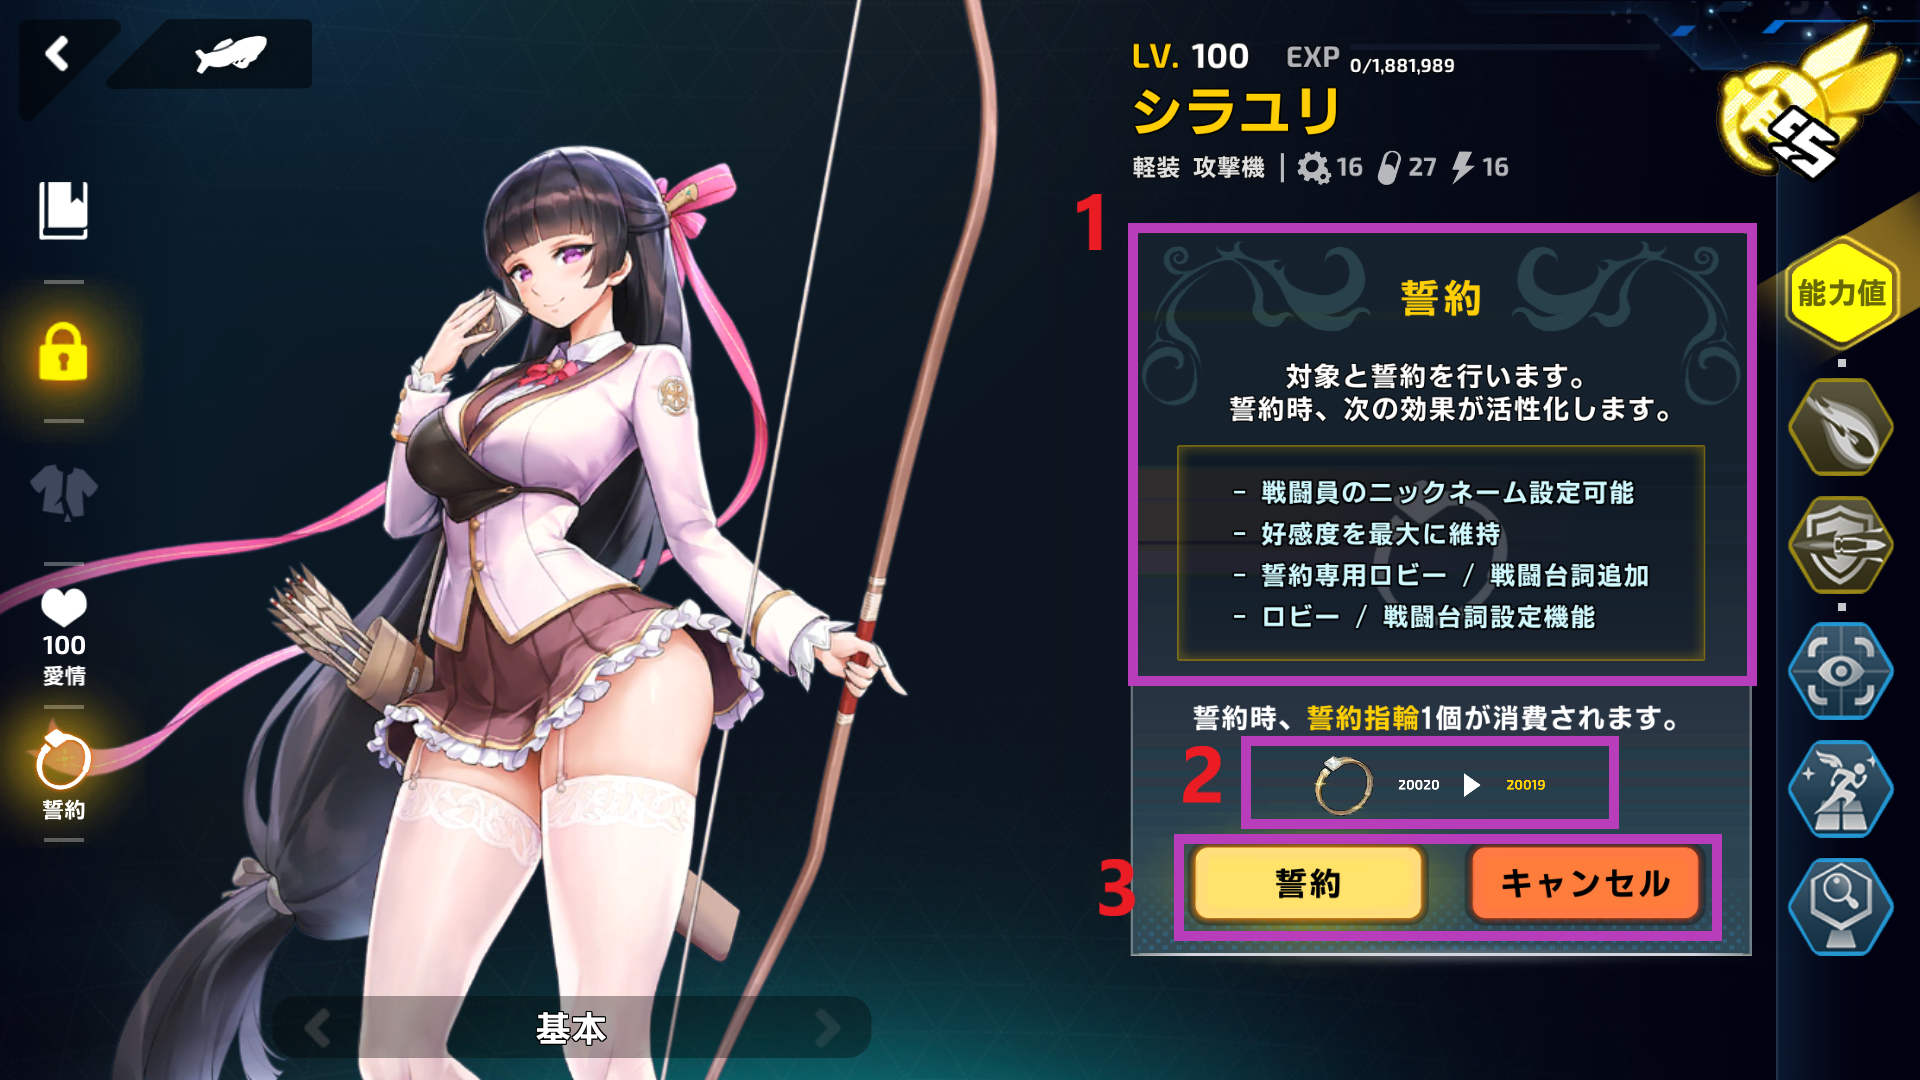 LV. 100 EXP 0/1,881,989
シラユリ
軽装 攻撃機 | 16 27 16
SS
1
誓約
対象と誓約を行います。
誓約時、次の効果が活性化します。
- 戦闘員のニックネーム設定可能
- 好感度を最大に維持
- 誓約専用ロビー / 戦闘台詞追加
- ロビー / 戦闘台詞設定機能
誓約時、誓約指輪1個が消費されます。
2
20020 ▶ 20019
3
誓約 キャンセル
能力値
100
愛情
誓約
基本